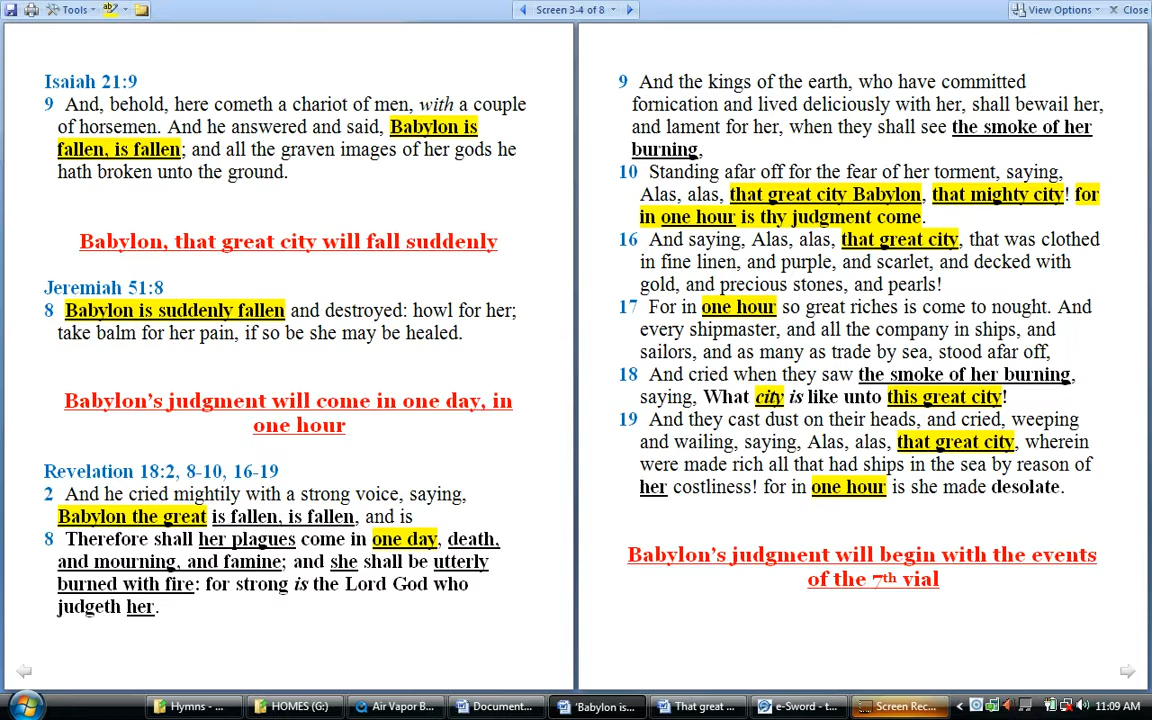 Tools
Screen 3-4 of 8
View Options
Close
Isaiah 21:9
9 And, behold, here cometh a chariot of men, with a couple
of horsemen. And he answered and said, Babylon is
fallen, is fallen; and all the graven images of her gods he
hath broken unto the ground.
Babylon, that great city will fall suddenly
Jeremiah 51:8
8 Babylon is suddenly fallen and destroyed: howl for her;
take balm for her pain, if so be she may be healed.
Babylon's judgment will come in one day, in
one hour
Revelation 18:2, 8-10, 16-19
2 And he cried mightily with a strong voice, saying,
Babylon the great is fallen, is fallen, and is
8 Therefore shall her plagues come in one day, death,
and mourning, and famine; and she shall be utterly
burned with fire: for strong is the Lord God who
judgeth her.
9 And the kings of the earth, who have committed
fornication and lived deliciously with her, shall bewail her,
and lament for her, when they shall see the smoke of her
burning,
10 Standing afar off for the fear of her torment, saying,
Alas, alas, that great city Babylon, that mighty city! for
in one hour is thy judgment come.
16 And saying, Alas, alas, that great city, that was clothed
in fine linen, and purple, and scarlet, and decked with
gold, and precious stones, and pearls!
17 For in one hour so great riches is come to nought. And
every shipmaster, and all the company in ships, and
sailors, and as many as trade by sea, stood afar off,
18 And cried when they saw the smoke of her burning,
saying, What city is like unto this great city!
19 And they cast dust on their heads, and cried, weeping
and wailing, saying, Alas, alas, that great city, wherein
were made rich all that had ships in the sea by reason of
her costliness! for in one hour is she made desolate.
Babylon's judgment will begin with the events
of the 7th vial
Hymns - ...
HOMES (G:)
Air Vapor B...
Document...
'Babylon is...
That great ...
e-Sword - t...
Screen Rec...
11:09 AM